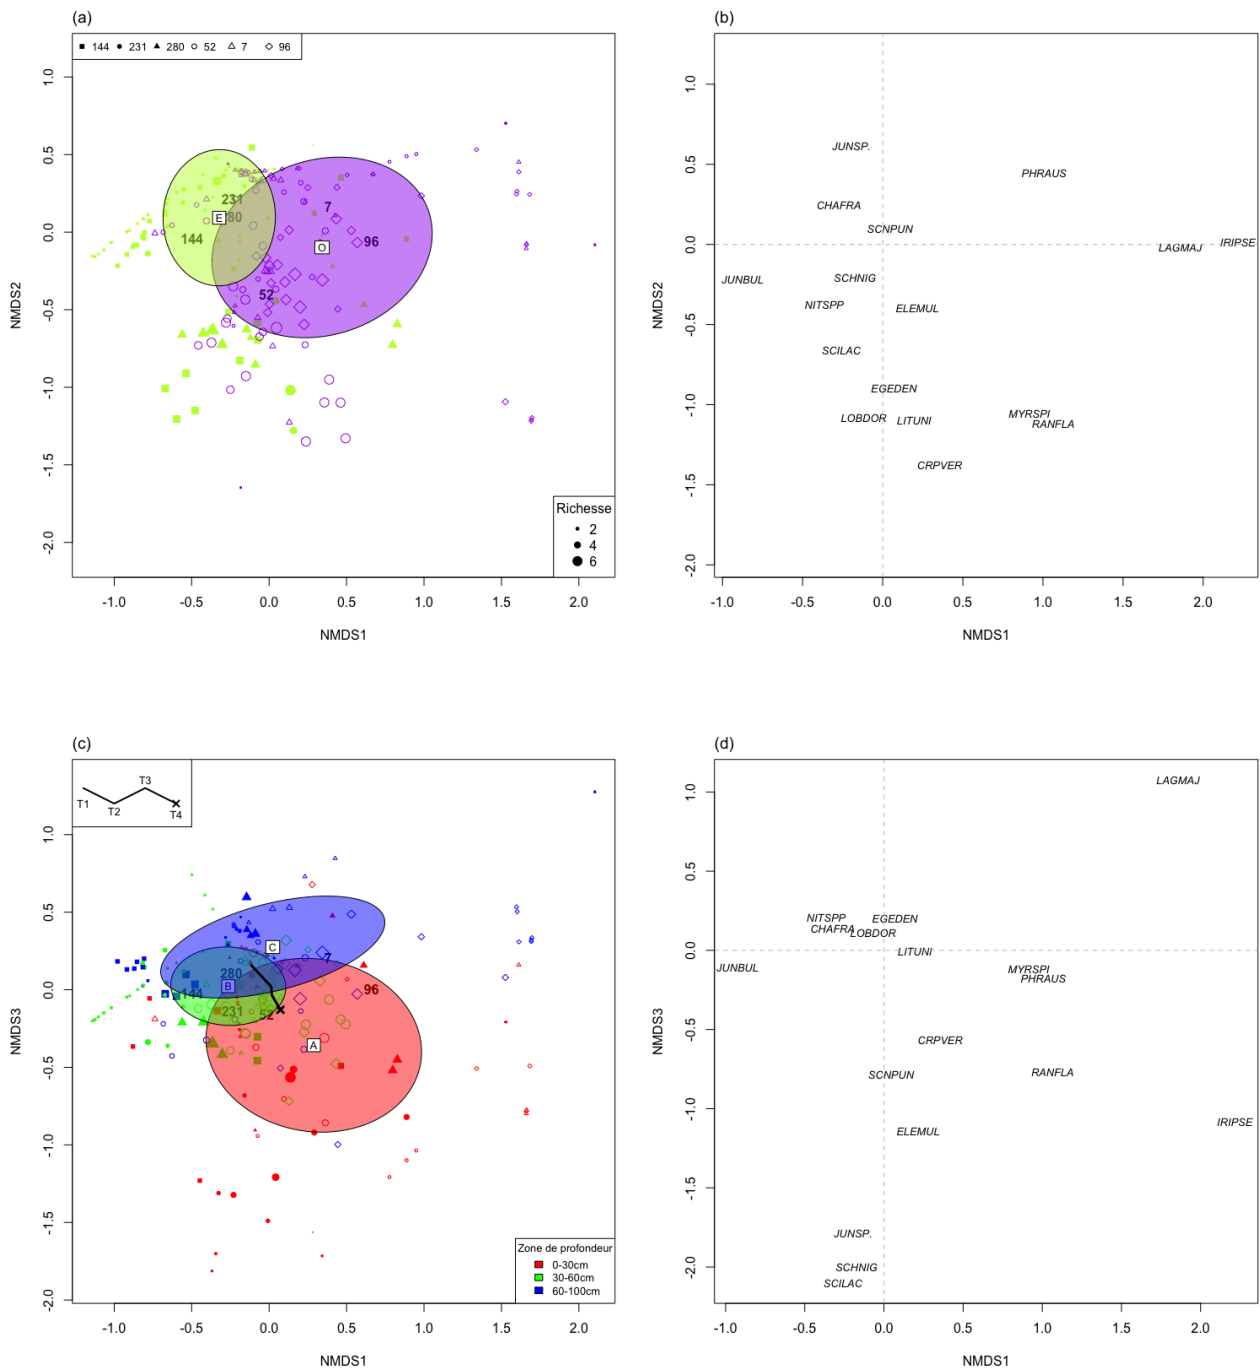 (a)
144 231 280 52 7 96
231
E
80
144
7
O
96
52
Richesse
2
4
6
1.0
0.5
0.0
-0.5
-1.0
-1.5
-2.0
NMDS2
-1.0 -0.5 0.0 0.5 1.0 1.5 2.0
NMDS1
(b)
JUNSP.
PHRAUS
CHAFRA
SCNPUN
IRIPSE
LAGMAJ
JUNBUL
SCHNIG
NITSPP
ELEMUL
SCILAC
EGEDEN
LOBDOR
LITUNI
MYRSPI
RANFLA
CRPVER
1.0
0.5
0.0
-0.5
-1.0
-1.5
-2.0
NMDS2
-1.0 -0.5 0.0 0.5 1.0 1.5 2.0
NMDS1
(c)
T1
T2
T3
T4
C
7
280
B
144
96
231
52
A
Zone de profondeur
0-30cm
30-60cm
60-100cm
1.0
0.5
0.0
-0.5
-1.0
-1.5
-2.0
NMDS3
-1.0 -0.5 0.0 0.5 1.0 1.5 2.0
NMDS1
(d)
LAGMAJ
NITSPP
EGEDEN
CHAFRA
LOBDOR
LITUNI
JUNBUL
MYRSPI
PHRAUS
CRPVER
SCNPUN
RANFLA
IRIPSE
ELEMUL
JUNSP.
SCHNIG
SCILAC
1.0
0.5
0.0
-0.5
-1.0
-1.5
-2.0
NMDS3
-1.0 -0.5 0.0 0.5 1.0 1.5 2.0
NMDS1